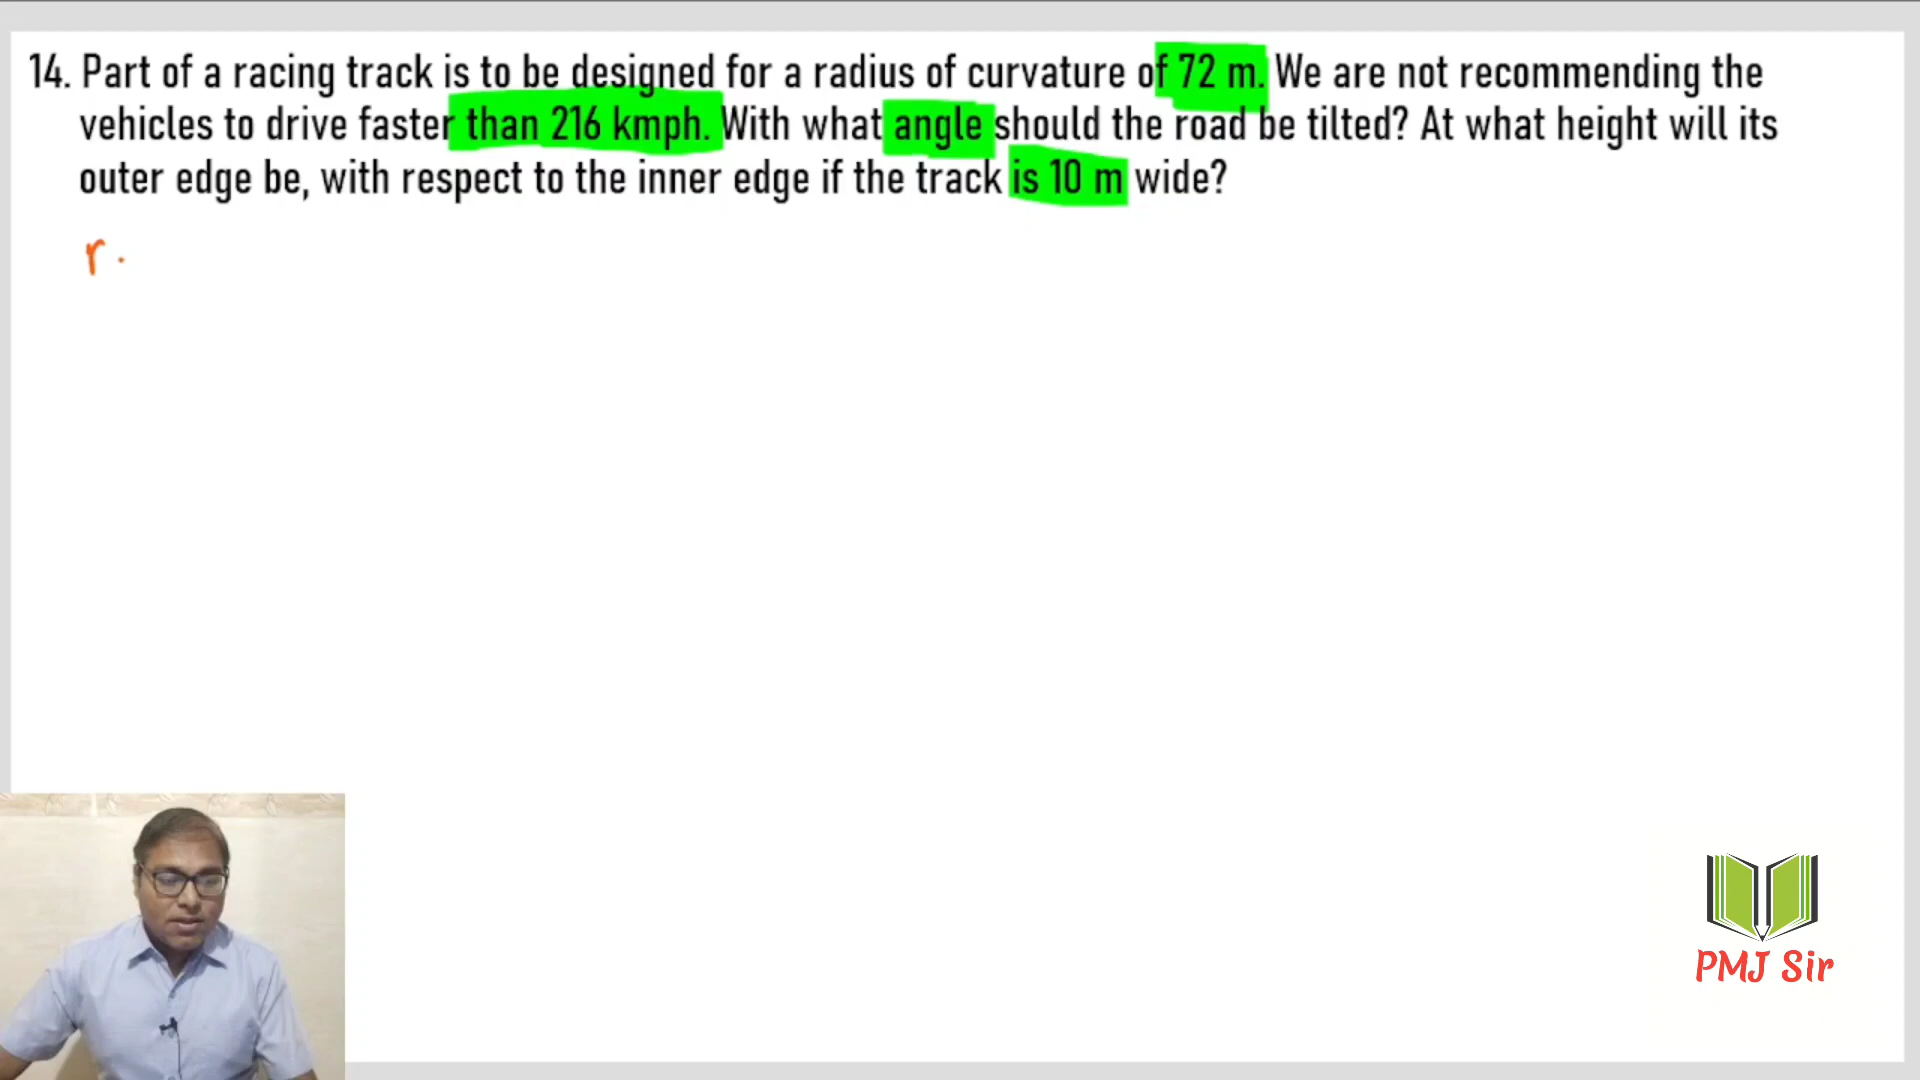 14. Part of a racing track is to be designed for a radius of curvature of 72 m. We are not recommending the
vehicles to drive faster than 216 kmph. With what angle should the road be tilted? At what height will its
outer edge be, with respect to the inner edge if the track is 10 m wide?
r
PMJ Sir